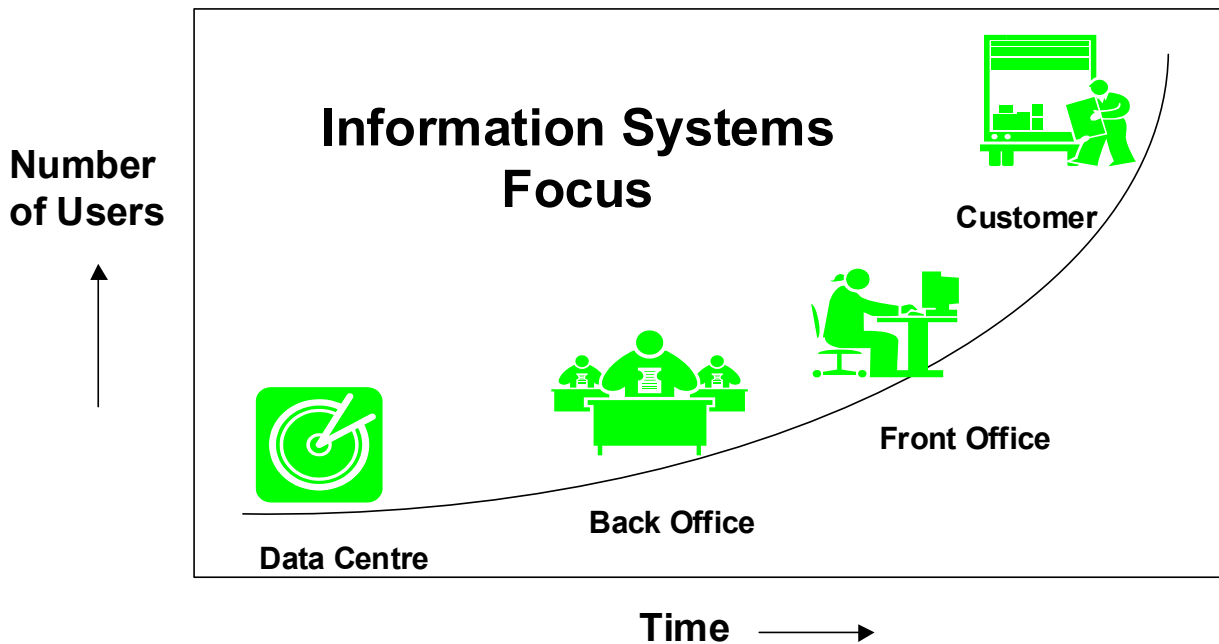 Information Systems
Focus
Number
of Users
Customer
Front Office
Back Office
Data Centre
Time